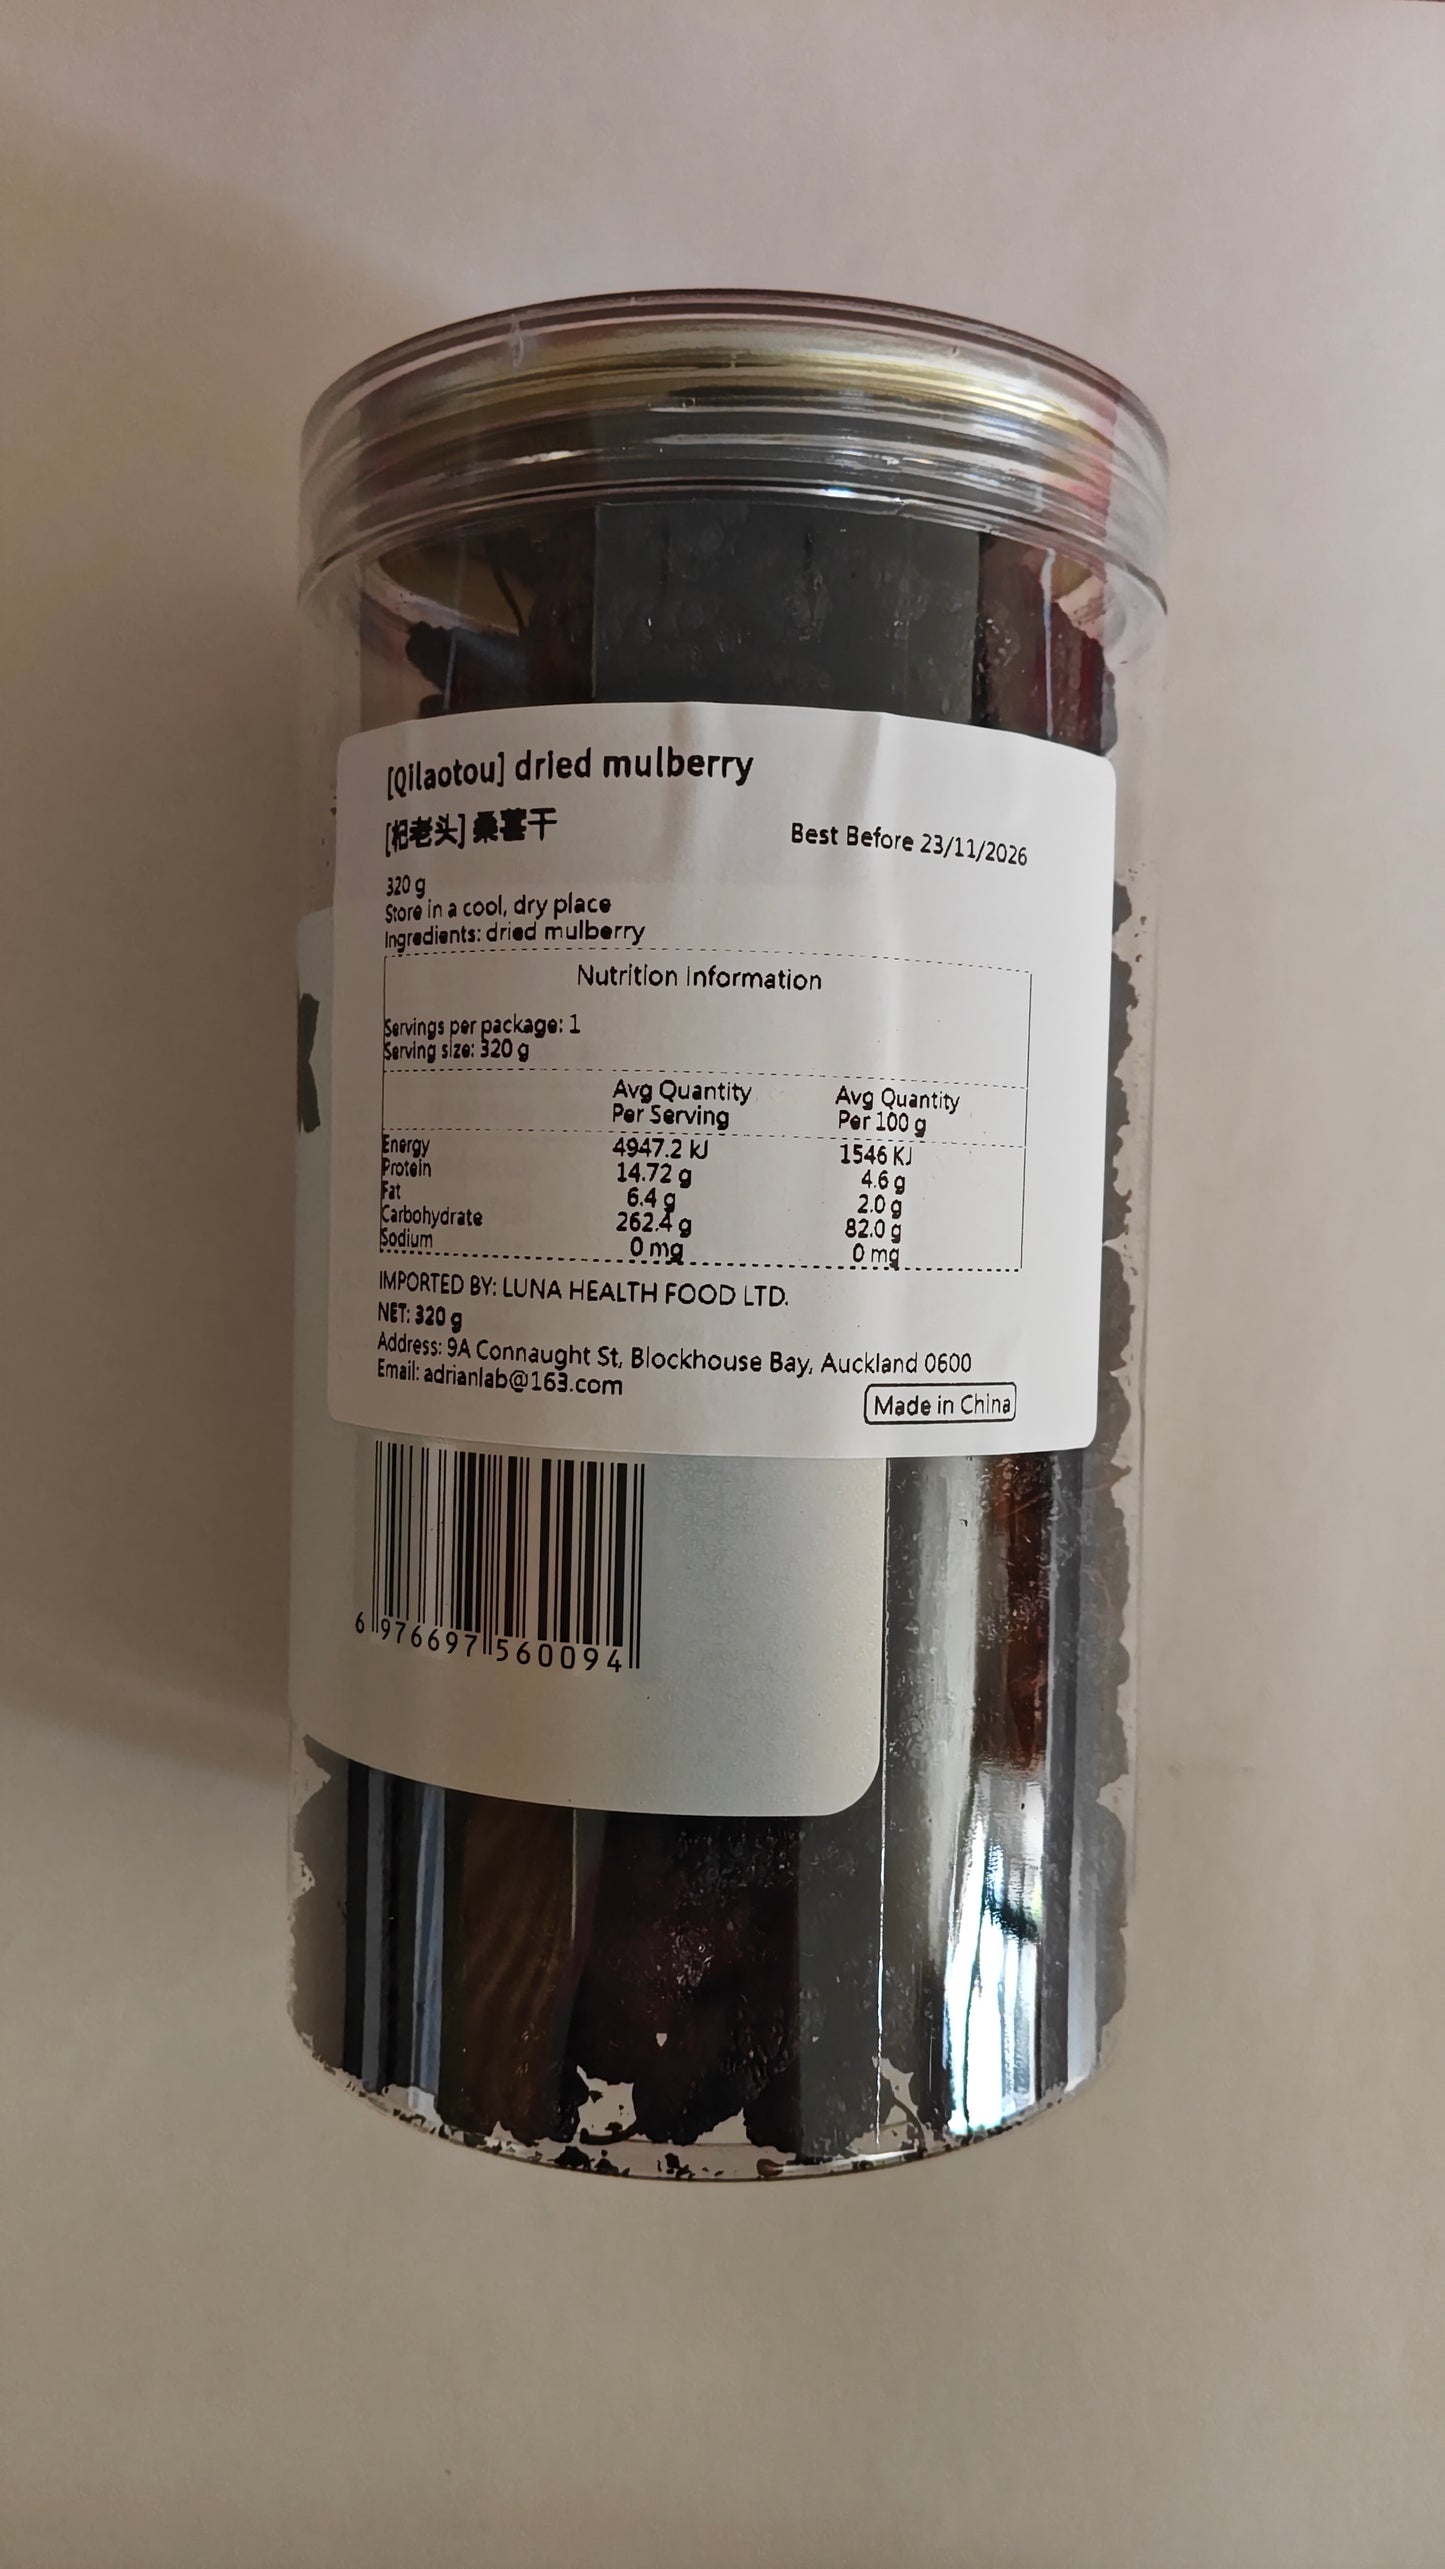 [Qilaotou] dried mulberry
[杞老头] 桑葚干
Best Before 23/11/2026
320 g
Store in a cool, dry place
Ingredients: dried mulberry
Nutrition Information
Servings per package: 1
Serving size: 320 g
Avg Quantity Avg Quantity
Per Serving Per 100 g
Energy 4947.2 kJ 1546 KJ
Protein 14.72 g 4.6 g
Fat 6.4 g 2.0 g
Carbohydrate 262.4 g 82.0 g
Sodium 0 mg 0 mg
IMPORTED BY: LUNA HEALTH FOOD LTD.
NET: 320 g
Address: 9A Connaught St, Blockhouse Bay, Auckland 0600
Email: adrianlab@163.com
Made in China
6 976697 560094